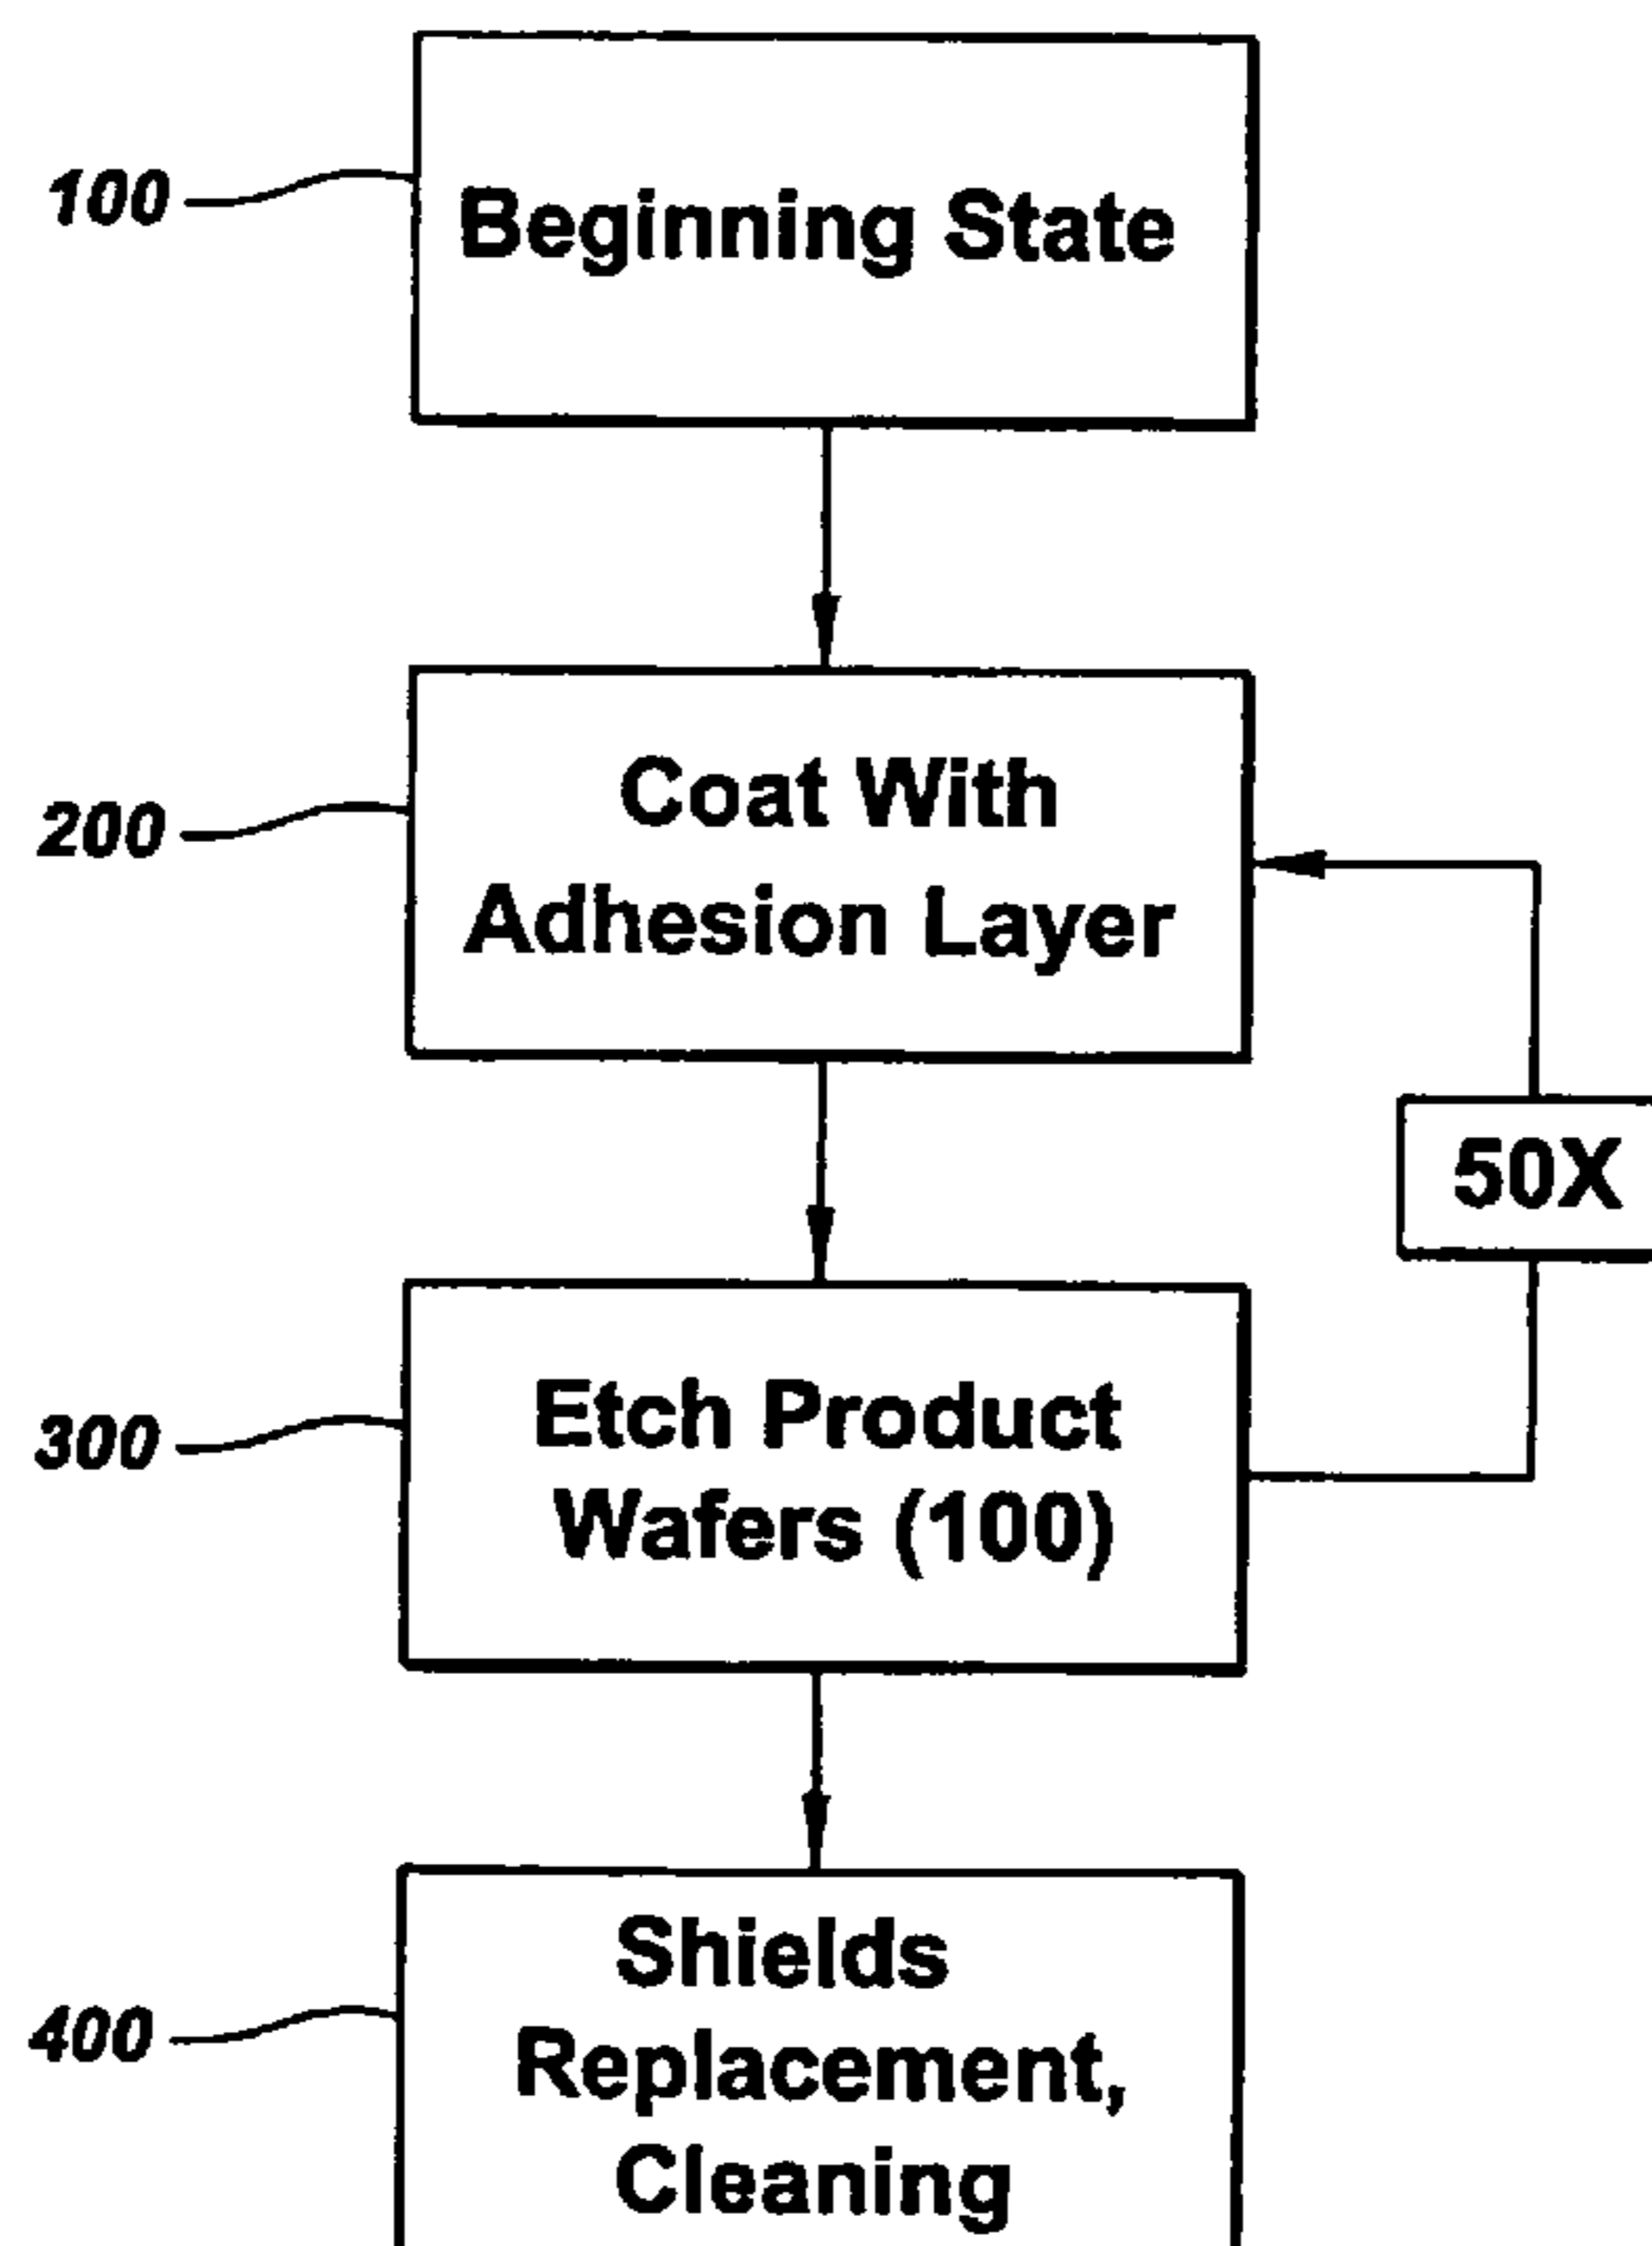 100
Beginning State
200
Coat With
Adhesion Layer
50X
300
Etch Product
Wafers (100)
400
Shields
Replacement,
Cleaning